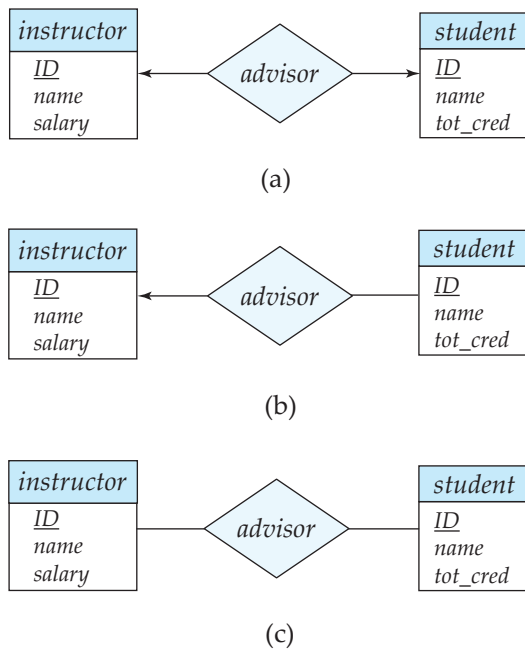 instructor
ID
name
salary
advisor
student
ID
name
tot_cred
(a)
instructor
ID
name
salary
advisor
student
ID
name
tot_cred
(b)
instructor
ID
name
salary
advisor
student
ID
name
tot_cred
(c)